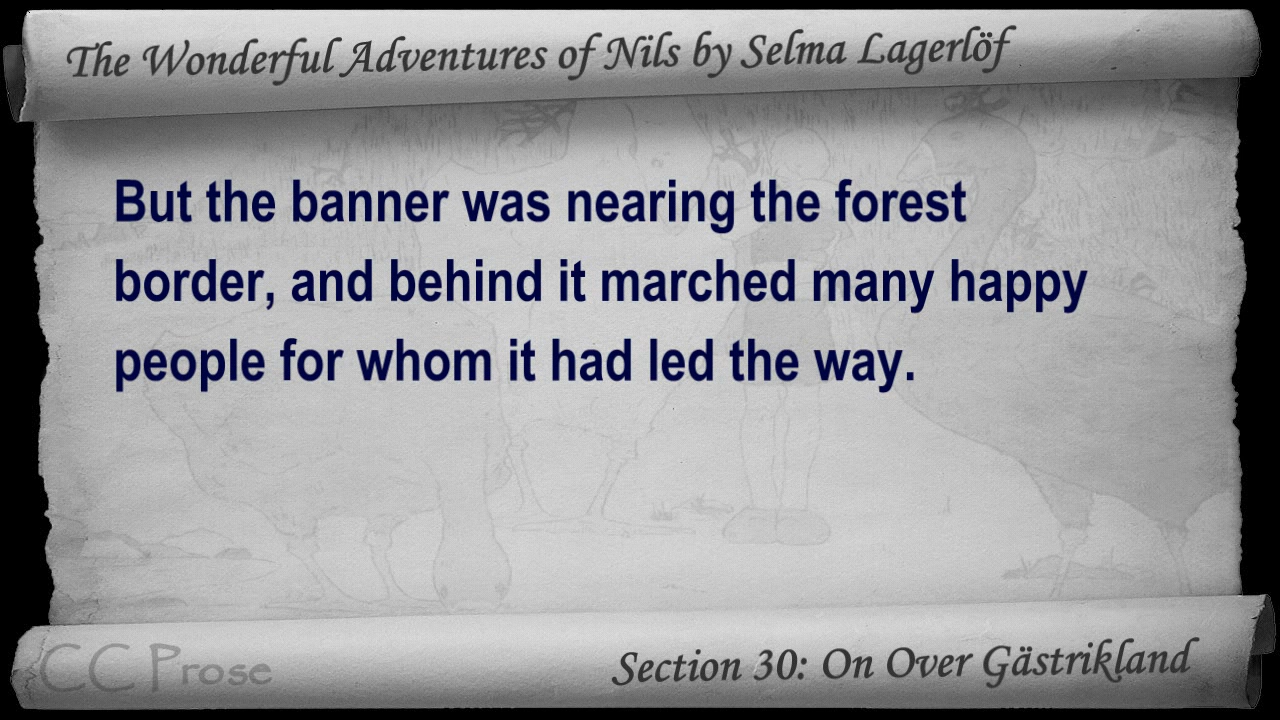 The Wonderful Adventures of Nils by Selma Lagerlöf
But the banner was nearing the forest
border, and behind it marched many happy
people for whom it had led the way.
CC Prose
Section 30: On Over Gästrikland